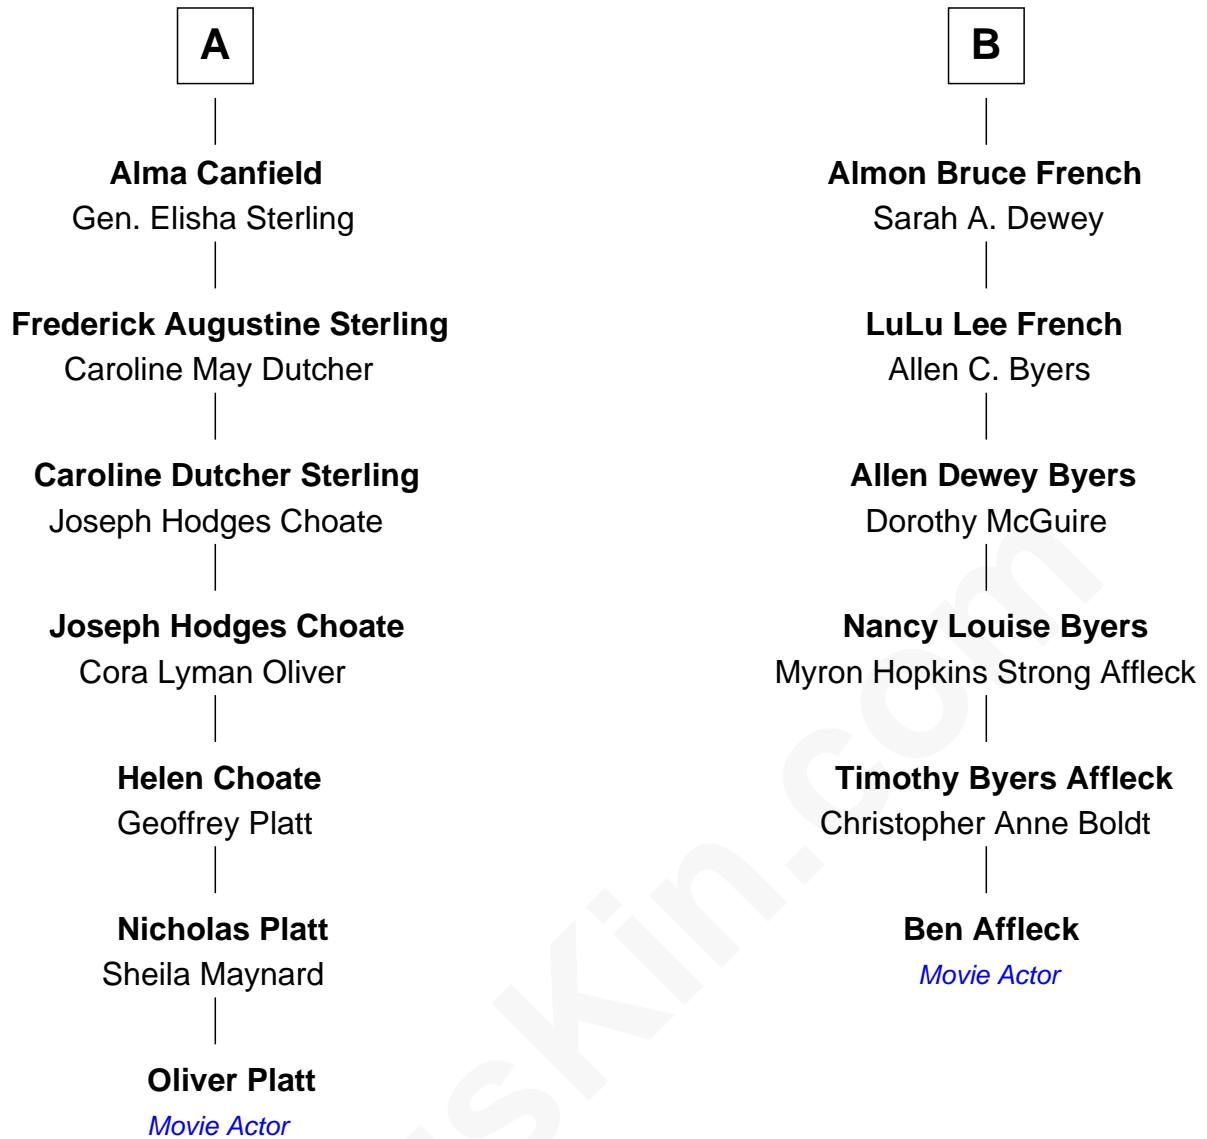 A
Alma Canfield
Gen. Elisha Sterling
Frederick Augustine Sterling
Caroline May Dutcher
Caroline Dutcher Sterling
Joseph Hodges Choate
Joseph Hodges Choate
Cora Lyman Oliver
Helen Choate
Geoffrey Platt
Nicholas Platt
Sheila Maynard
Oliver Platt
Movie Actor
B
Almon Bruce French
Sarah A. Dewey
LuLu Lee French
Allen C. Byers
Allen Dewey Byers
Dorothy McGuire
Nancy Louise Byers
Myron Hopkins Strong Affleck
Timothy Byers Affleck
Christopher Anne Boldt
Ben Affleck
Movie Actor